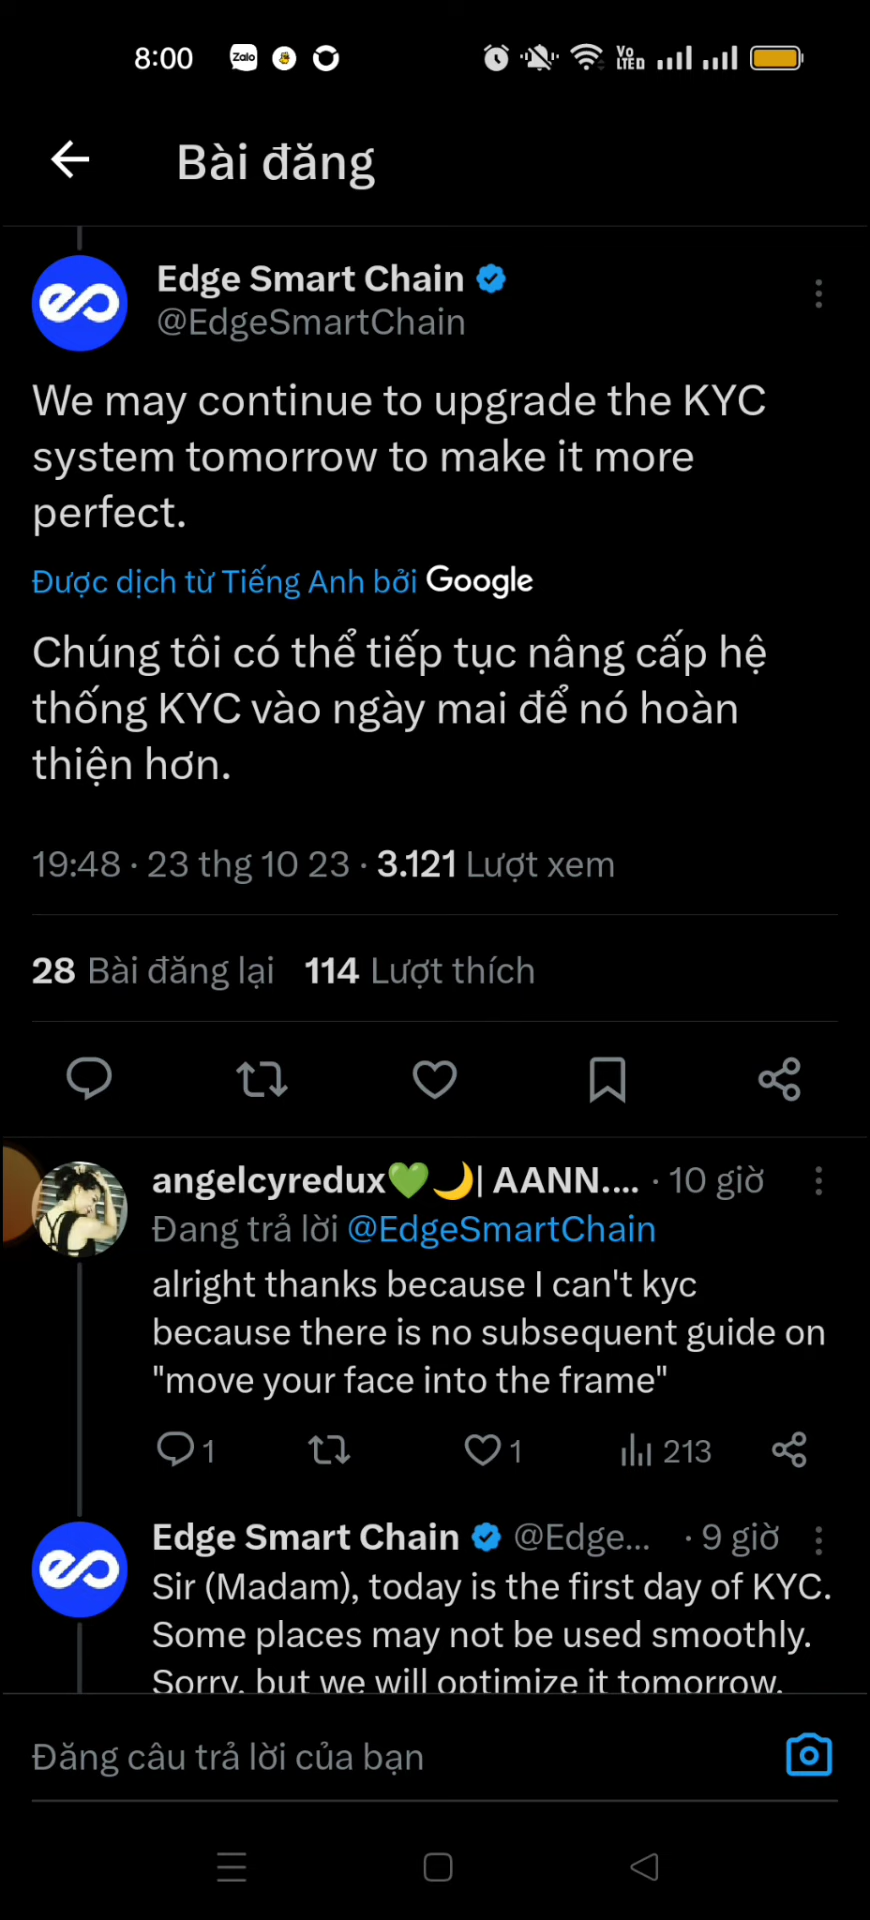 8:00 Zalo Vo LTED
Bài đăng
Edge Smart Chain
@EdgeSmartChain
We may continue to upgrade the KYC
system tomorrow to make it more
perfect.
Được dịch từ Tiếng Anh bởi Google
Chúng tôi có thể tiếp tục nâng cấp hệ
thống KYC vào ngày mai để nó hoàn
thiện hơn.
19:48 · 23 thg 10 23 · 3.121 Lượt xem
28 Bài đăng lại 114 Lượt thích
angelcyredux💚🌙| AANN.... · 10 giờ
Đang trả lời @EdgeSmartChain
alright thanks because I can't kyc
because there is no subsequent guide on
"move your face into the frame"
1 1 213
Edge Smart Chain @Edge... · 9 giờ
Sir (Madam), today is the first day of KYC.
Some places may not be used smoothly.
Sorry, but we will optimize it tomorrow.
Đăng câu trả lời của bạn